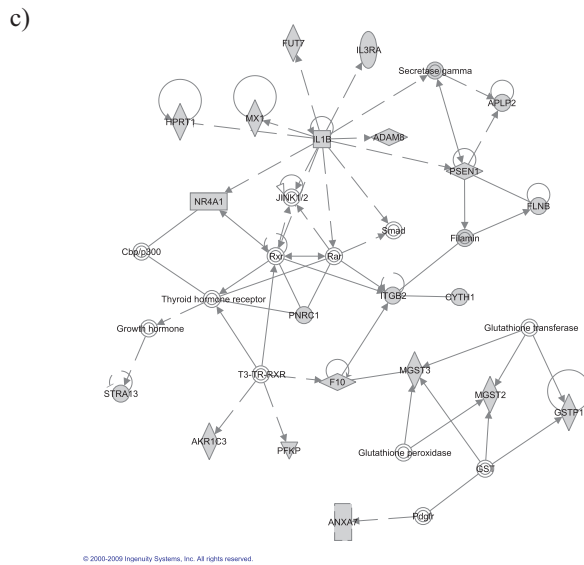 c)
FUT7
IL3RA
Secretase gamma
APLP2
HPRT1
MX1
IL1B
ADAM8
PSEN1
NR4A1
JINK1/2
FLNB
Smad
Filamin
Cbp/p300
Rxr
Rar
Thyroid hormone receptor
ITGB2
CYTH1
PNRC1
Growth hormone
Glutathione transferase
T3-TR-RXR
F10
MGST3
STRA13
MGST2
GSTP1
AKR1C3
PFKP
Glutathione peroxidase
GST
ANXA7
Pdgfr
© 2000-2009 Ingenuity Systems, Inc. All rights reserved.